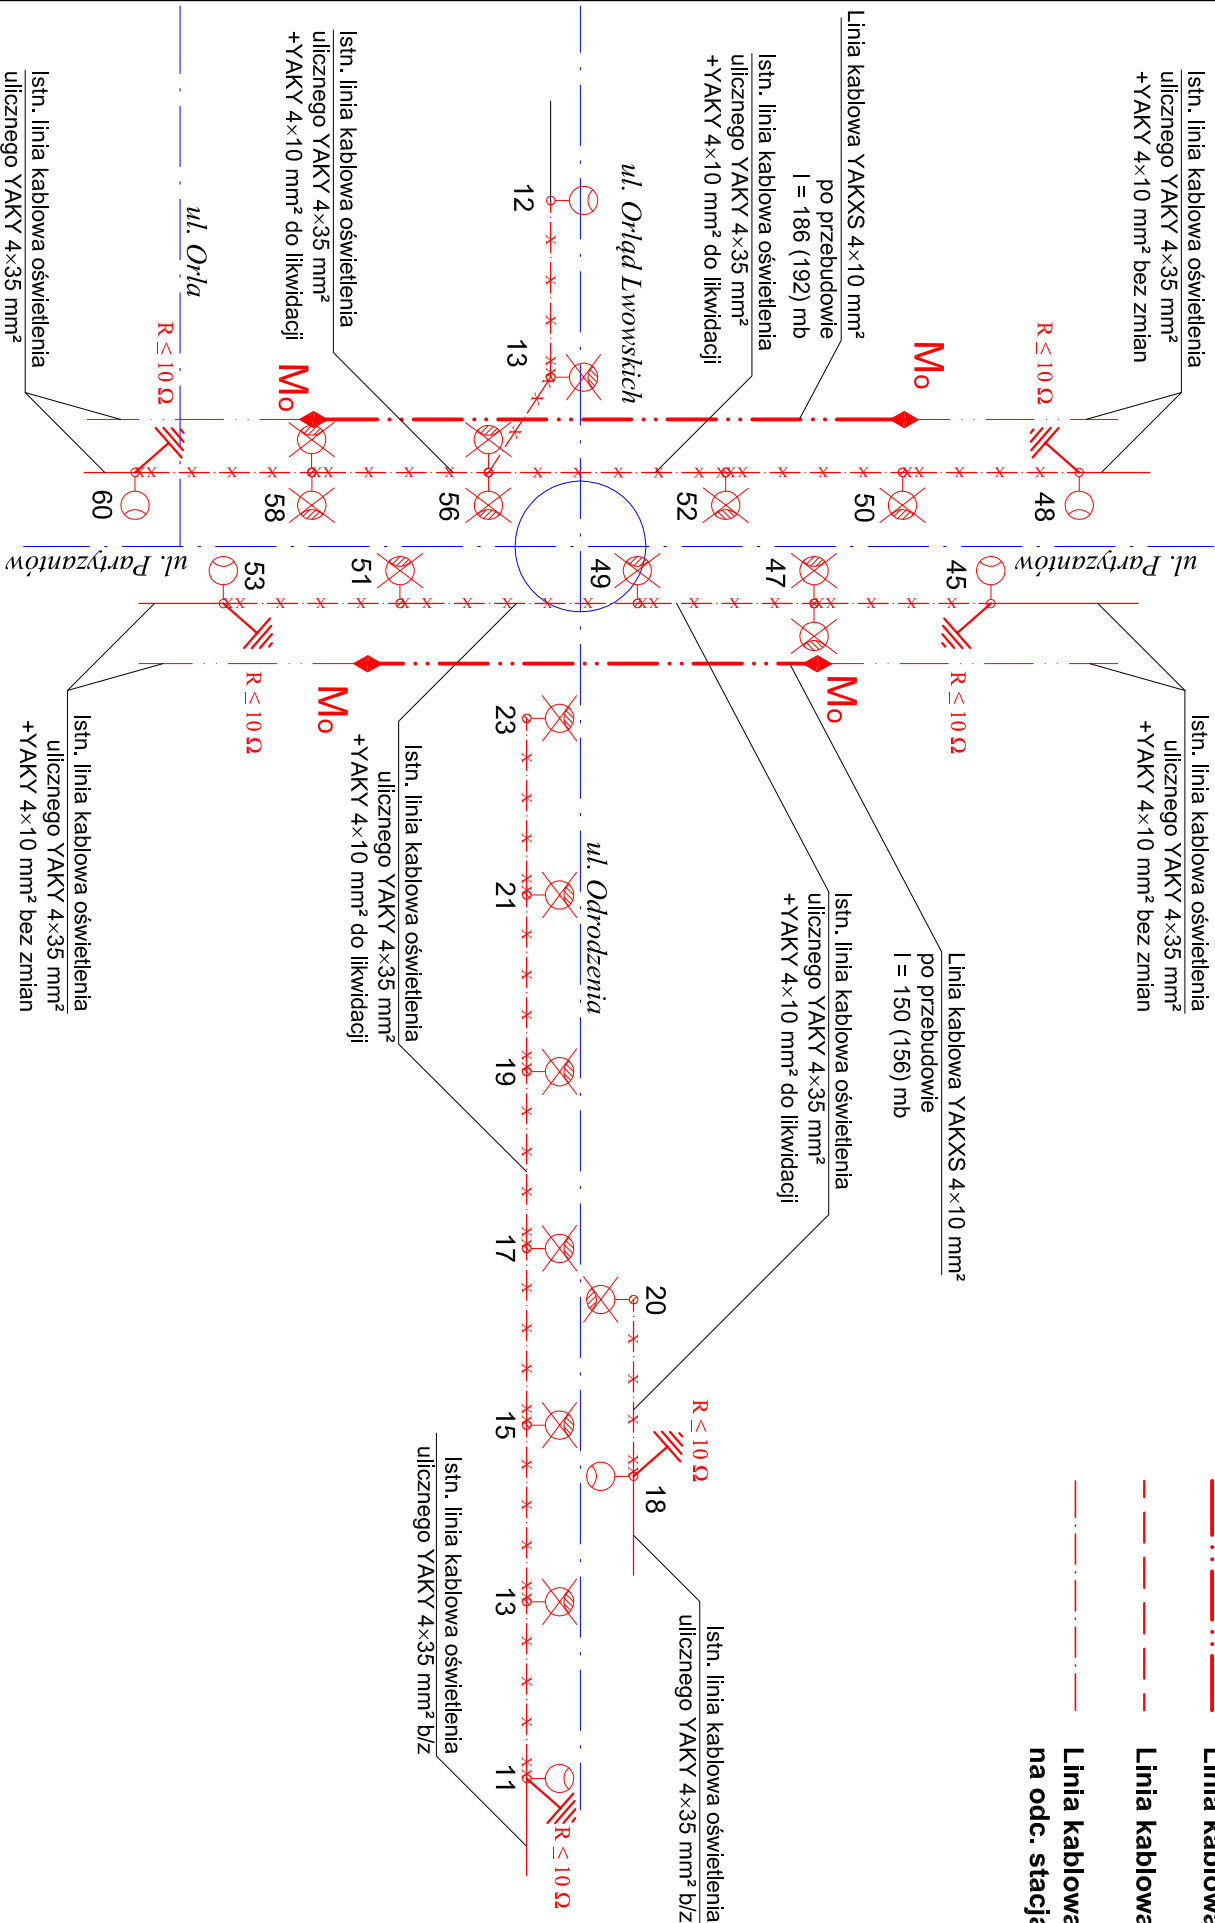 Istn. linia kablowa oświetlenia
ulicznego YAKY 4×35 mm²
+YAKY 4×10 mm² bez zmian
Linia kablowa YAKXS 4×10 mm²
po przebudowie
l = 186 (192) mb
Istn. linia kablowa oświetlenia
ulicznego YAKY 4×35 mm²
+YAKY 4×10 mm² do likwidacji
ul. Orląd Lwowskich
Istn. linia kablowa oświetlenia
ulicznego YAKY 4×35 mm²
+YAKY 4×10 mm² do likwidacji
ul. Orla
Istn. linia kablowa oświetlenia
ulicznego YAKY 4×35 mm²
12
13
R ≤ 10 Ω
Mo
Mo
R ≤ 10 Ω
48
50
52
56
58
60
ul. Partyzantów
ul. Partyzantów
45
47
49
51
53
R ≤ 10 Ω
Mo
Mo
R ≤ 10 Ω
Istn. linia kablowa oświetlenia
ulicznego YAKY 4×35 mm²
+YAKY 4×10 mm² bez zmian
Linia kablowa YAKXS 4×10 mm²
po przebudowie
l = 150 (156) mb
Istn. linia kablowa oświetlenia
ulicznego YAKY 4×35 mm²
+YAKY 4×10 mm² do likwidacji
ul. Odrodzenia
Istn. linia kablowa oświetlenia
ulicznego YAKY 4×35 mm²
+YAKY 4×10 mm² do likwidacji
Istn. linia kablowa oświetlenia
ulicznego YAKY 4×35 mm²
+YAKY 4×10 mm² bez zmian
23
21
19
17
15
13
11
20
18
R ≤ 10 Ω
R ≤ 10 Ω
Istn. linia kablowa oświetlenia
ulicznego YAKY 4×35 mm² b/z
Istn. linia kablowa oświetlenia
ulicznego YAKY 4×35 mm² b/z
Linia kablowa
Linia kablowa
Linia kablowa
na odc. stacja